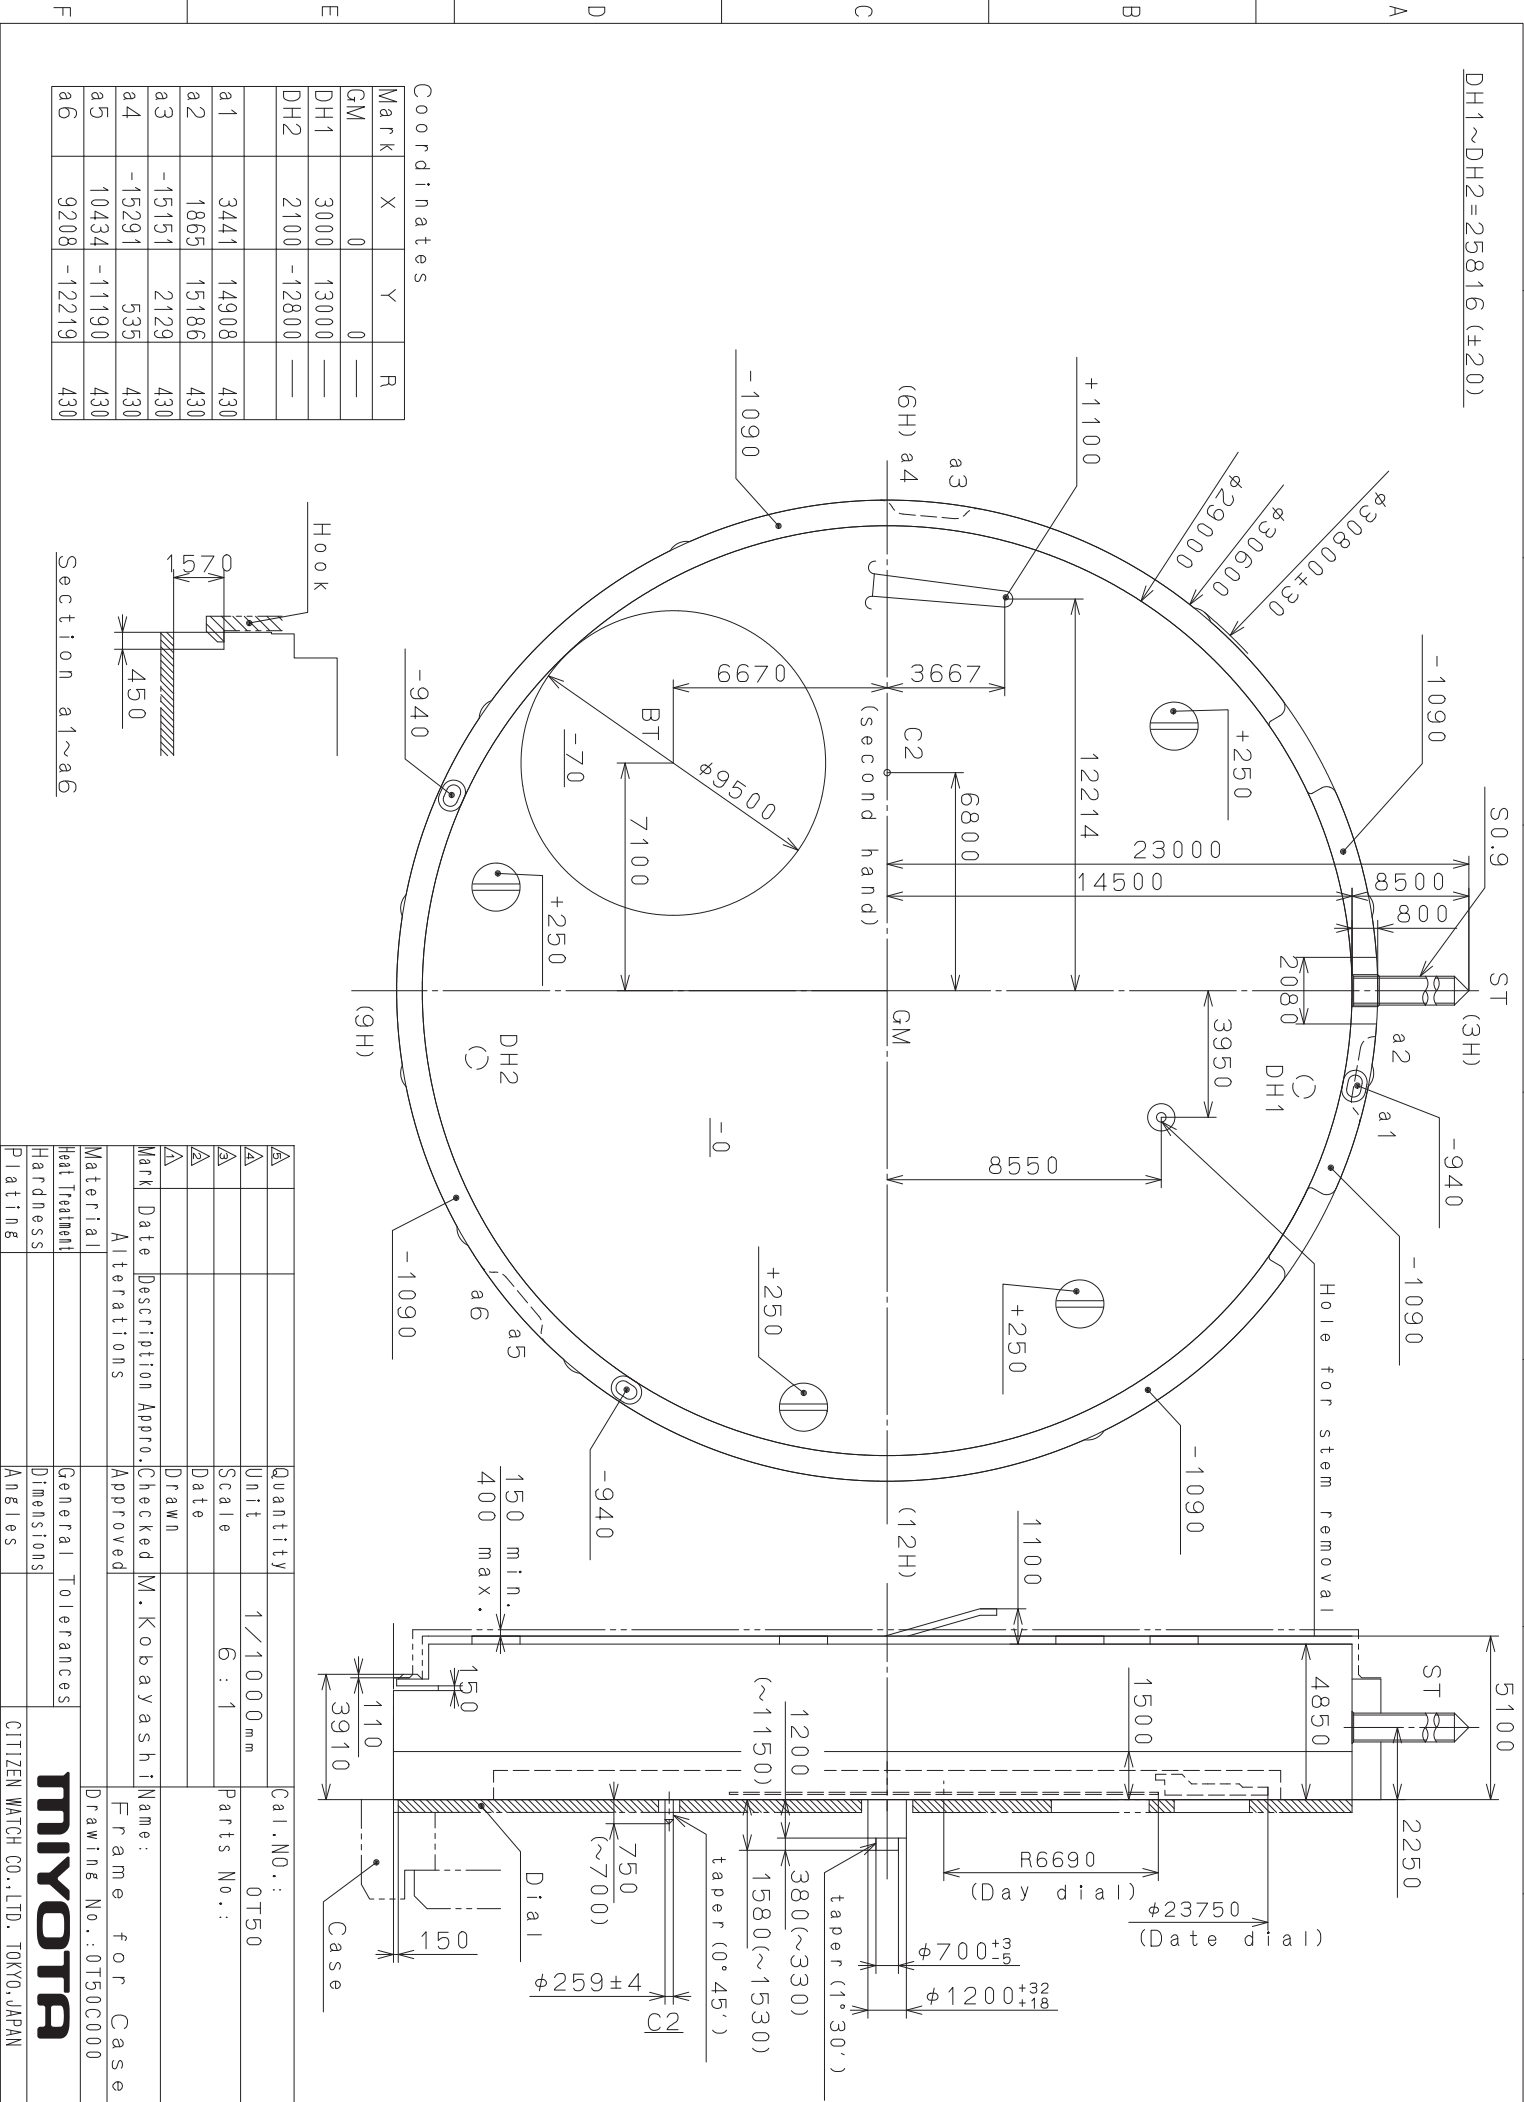 F
E
D
C
B
A
DH1~DH2=25816(±20)
Coordinates
Mark X Y R
GM 0 0 —
DH1 3000 13000 —
DH2 2100 -12800 —
a1 3441 14908 430
a2 1865 15186 430
a3 -15151 2129 430
a4 -15291 535 430
a5 10434 -11190 430
a6 9208 -12219 430
Hook
1570
450
Section a1~a6
φ30800±30
φ30600
φ29000
+1100
a3
(6H) a4
-1090
-1090
S0.9
ST
(3H)
+250
12214
23000
14500
8500
800
2080
6800
3667
6670
C2
(second hand)
BT
-70
φ9500
7100
-940
+250
(9H)
DH2
GM
3950
a2
DH1
a1
-940
-0
8550
-1090
Hole for stem removal
+250
+250
-1090
a6
a5
-940
-1090
(12H)
150 min.
400 max.
1100
5100
ST
4850
2250
1500
1200
(~1150)
150
110
3910
R6690
(Day dial)
φ23750
(Date dial)
φ700+3-5
φ1200+32+18
taper(1°30')
380(~330)
1580(~1530)
taper(0°45')
750
(~700)
C2
φ259±4
Dial
150
Case
5
4
3
2
1
Mark Date Description Appro.
Alterations
Material
Heat Treatment
Hardness
Plating
Quantity
Unit 1/1000mm
Scale 6:1
Date
Drawn
Checked M.Kobayashi
Approved
General Tolerances
Dimensions
Angles
Cal.NO.: 0T50
Parts No.:
Name:
Frame for Case
Drawing No.:0T50C000
MIYOTA
CITIZEN WATCH CO.,LTD. TOKYO,JAPAN